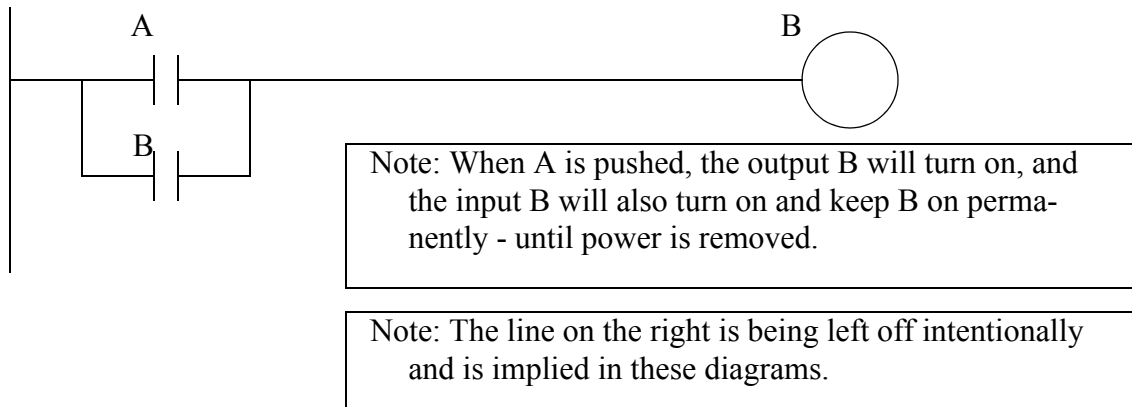 A
B
B
Note: When A is pushed, the output B will turn on, and
the input B will also turn on and keep B on perma-
nently - until power is removed.
Note: The line on the right is being left off intentionally
and is implied in these diagrams.